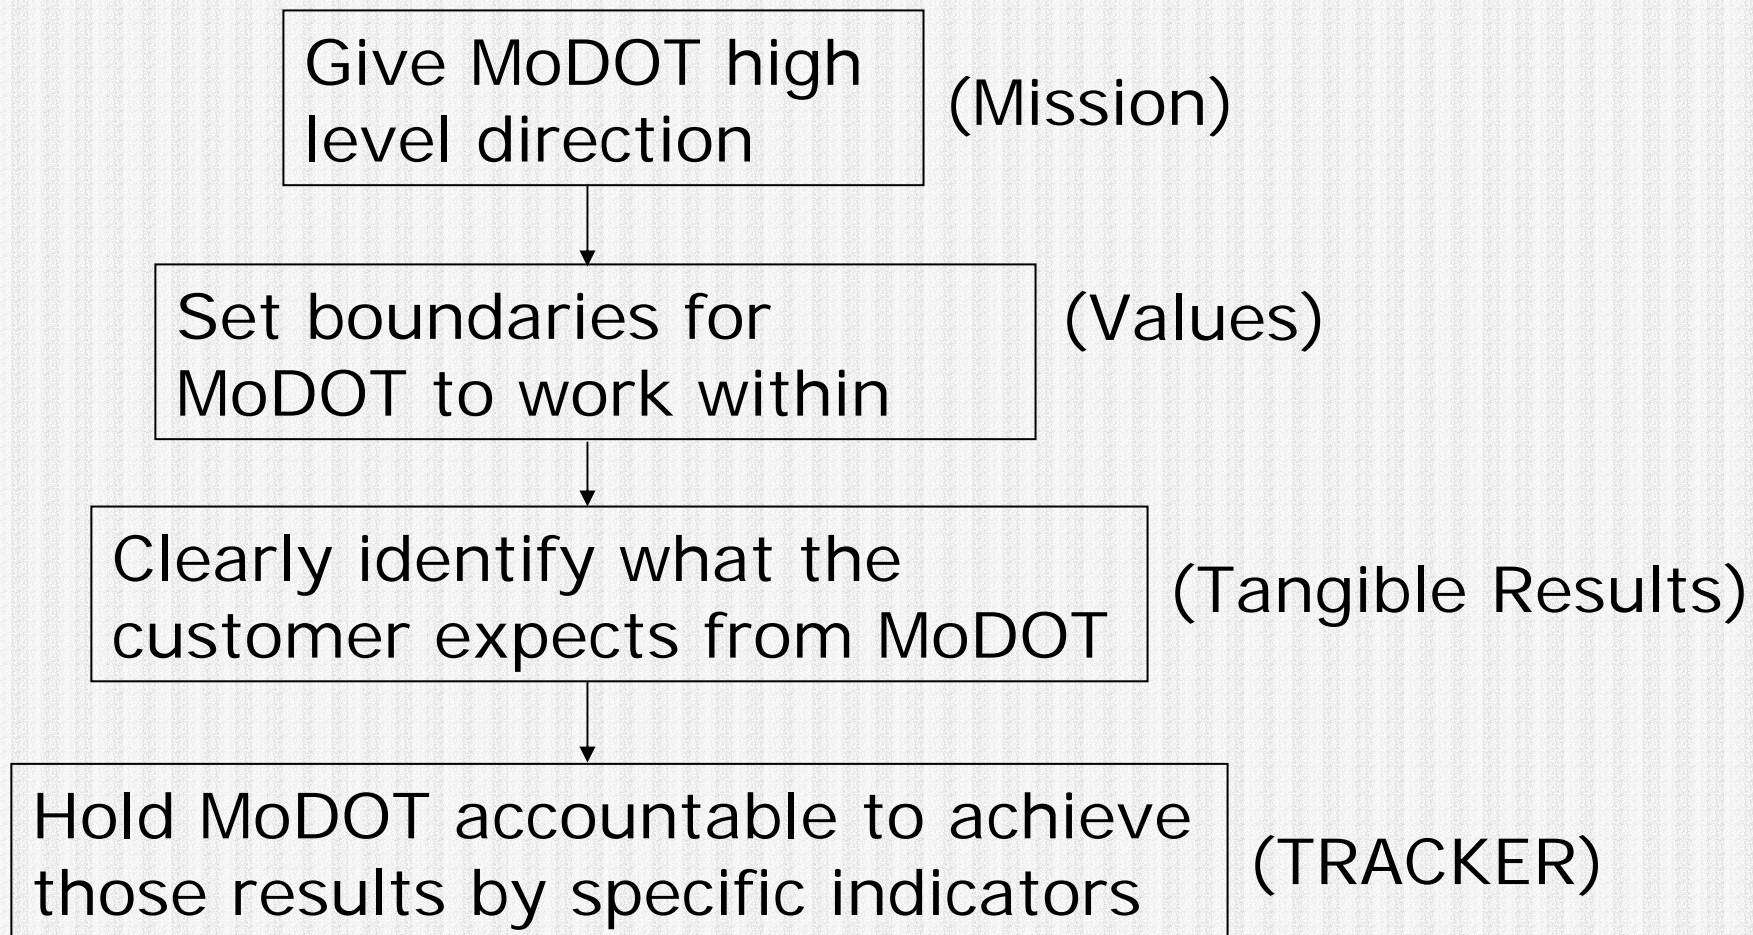 Give MoDOT high
level direction
(Mission)
Set boundaries for
MoDOT to work within
(Values)
Clearly identify what the
customer expects from MoDOT
(Tangible Results)
Hold MoDOT accountable to achieve
those results by specific indicators
(TRACKER)